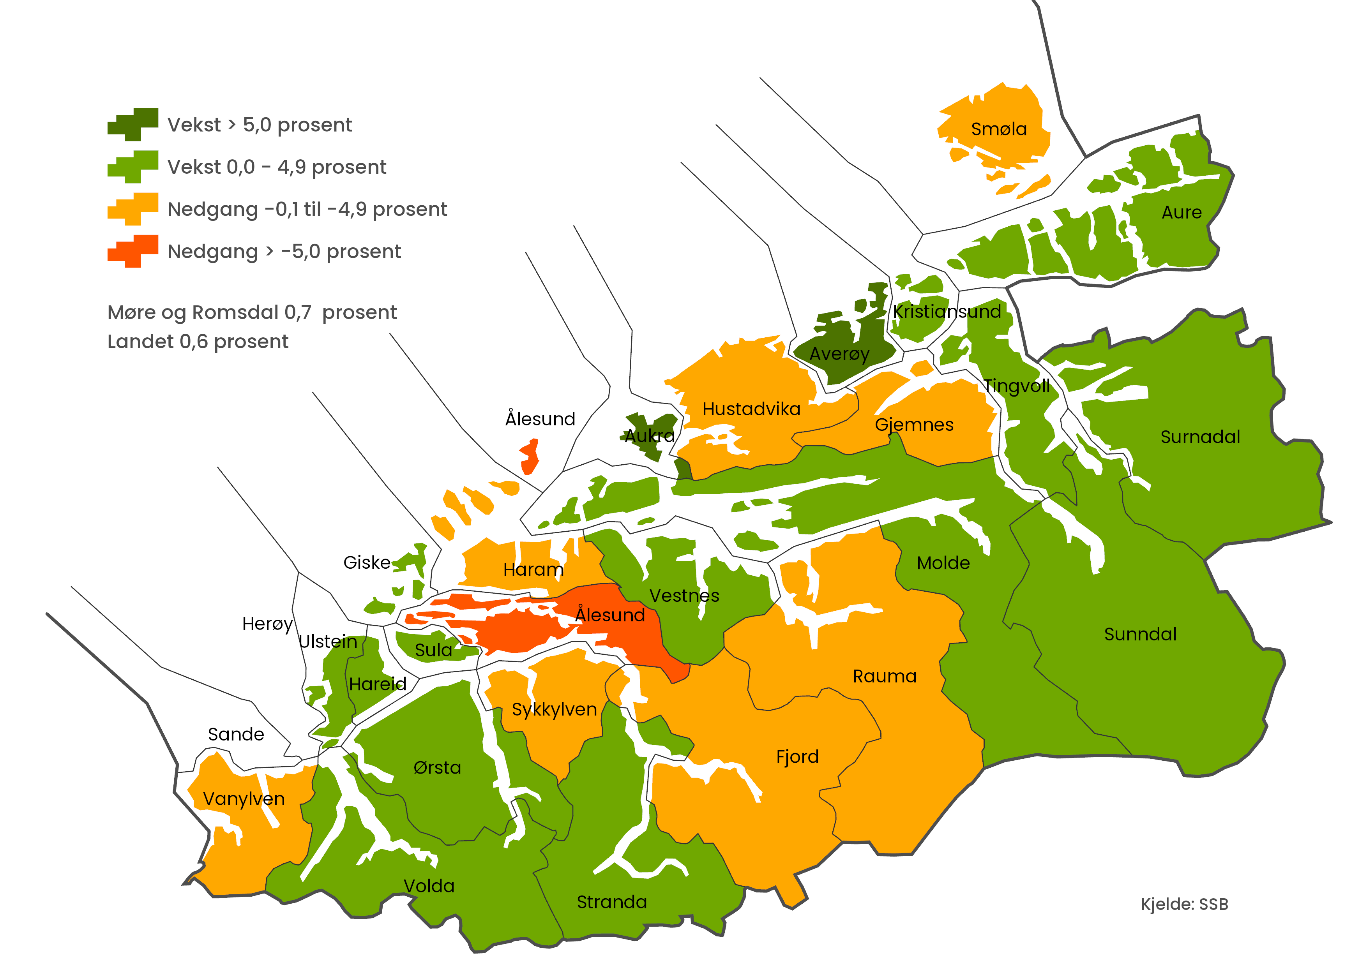 Vekst > 5,0 prosent
Vekst 0,0 - 4,9 prosent
Nedgang -0,1 til -4,9 prosent
Nedgang > -5,0 prosent
Møre og Romsdal 0,7 prosent
Landet 0,6 prosent
Smøla
Aure
Kristiansund
Averøy
Tingvoll
Hustadvika
Gjemnes
Ålesund
Aukra
Surnadal
Giske
Haram
Molde
Vestnes
Ålesund
Herøy
Ulstein
Sula
Sunndal
Hareid
Rauma
Sykkylven
Sande
Fjord
Ørsta
Vanylven
Volda
Stranda
Kjelde: SSB